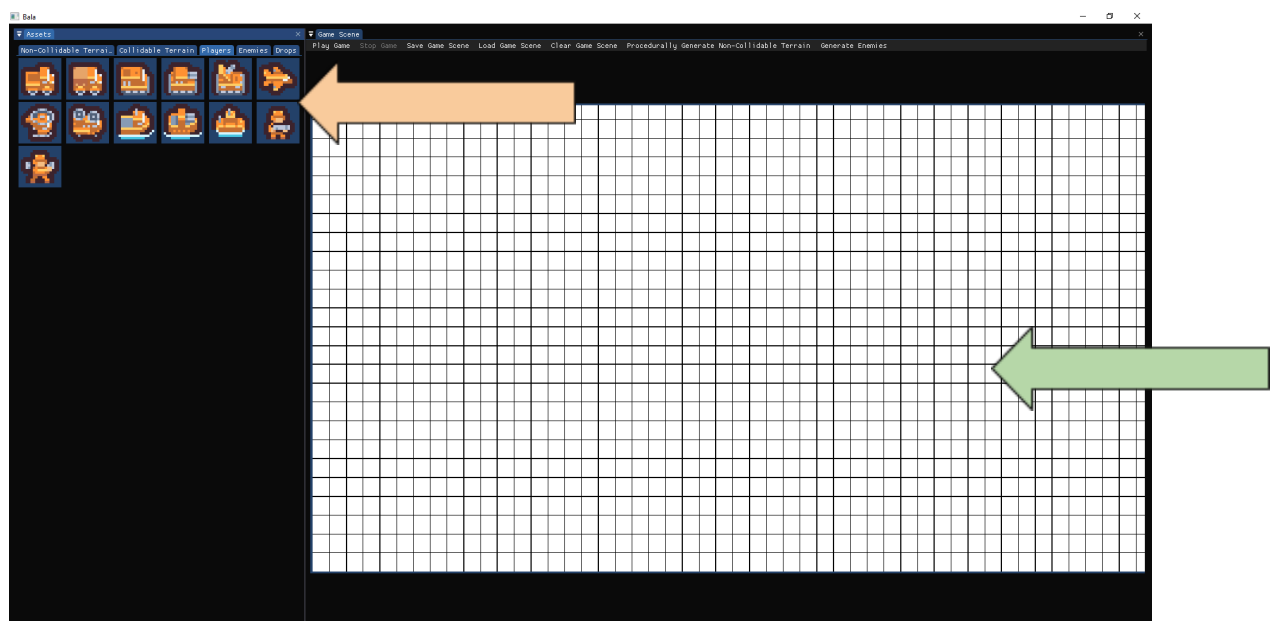 Bala
Assets
Non-Collidable Terrai… Collidable Terrain Players Enemies Drops
Game Scene
Play Game Stop Game Save Game Scene Load Game Scene Clear Game Scene Procedurally Generate Non-Collidable Terrain Generate Enemies